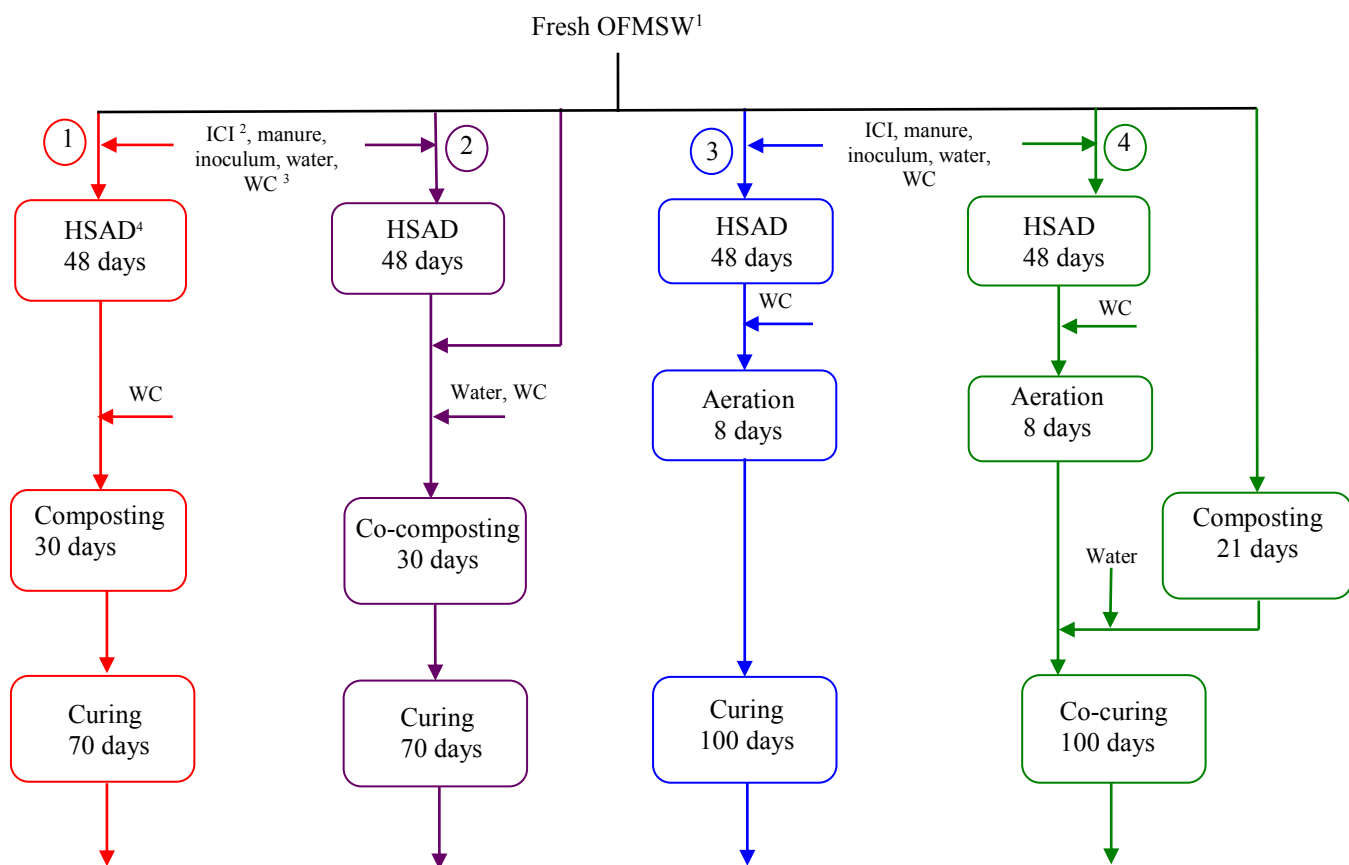 Fresh OFMSW¹
1
ICI ², manure,
inoculum, water,
WC ³
2
3
ICI, manure,
inoculum, water,
WC
4
HSAD⁴
48 days
HSAD
48 days
HSAD
48 days
HSAD
48 days
WC
WC
WC
Water, WC
Aeration
8 days
Aeration
8 days
Composting
30 days
Co-composting
30 days
Composting
21 days
Water
Curing
70 days
Curing
70 days
Curing
100 days
Co-curing
100 days